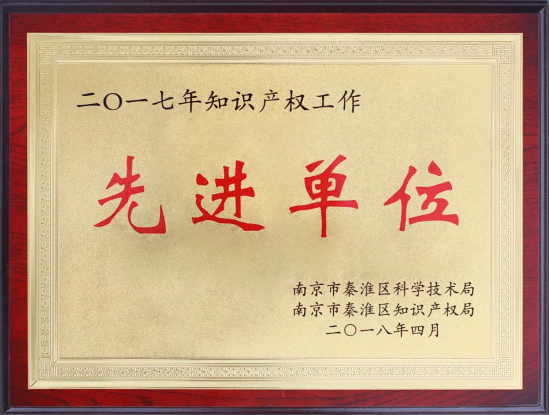 二〇一七年知识产权工作
先进单位
南京市秦淮区科学技术局
南京市秦淮区知识产权局
二〇一八年四月